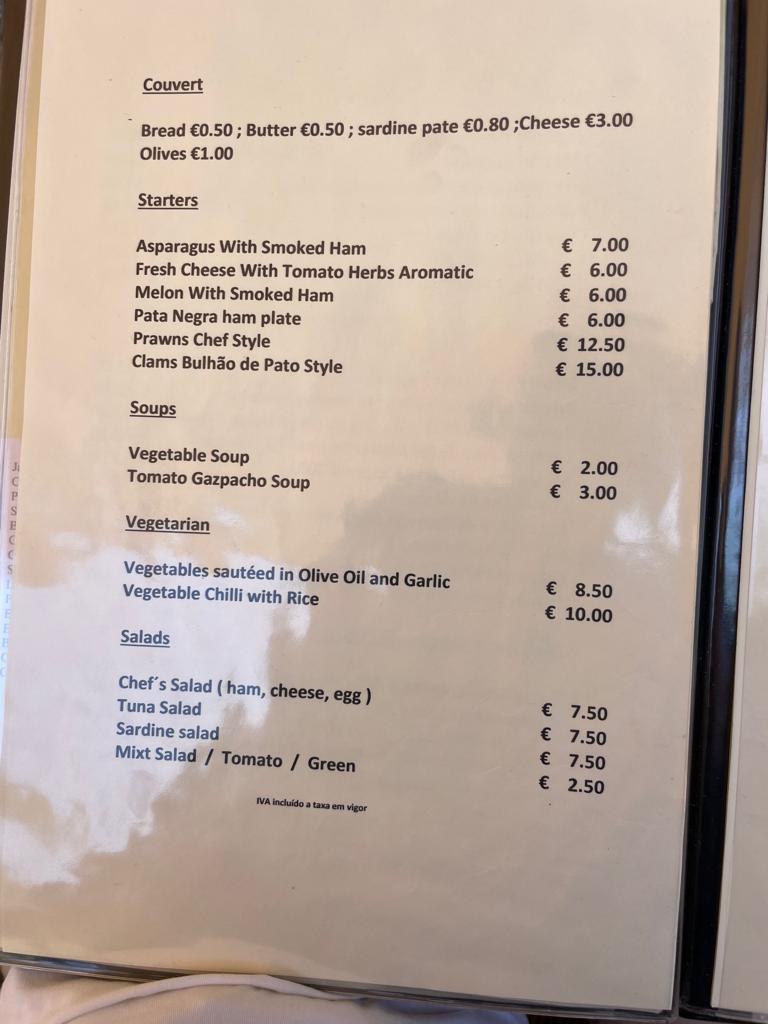 Couvert
Bread €0.50 ; Butter €0.50 ; sardine pate €0.80 ;Cheese €3.00
Olives €1.00
Starters
Asparagus With Smoked Ham € 7.00
Fresh Cheese With Tomato Herbs Aromatic € 6.00
Melon With Smoked Ham € 6.00
Pata Negra ham plate € 6.00
Prawns Chef Style € 12.50
Clams Bulhão de Pato Style € 15.00
Soups
Vegetable Soup € 2.00
Tomato Gazpacho Soup € 3.00
Vegetarian
Vegetables sautéed in Olive Oil and Garlic € 8.50
Vegetable Chilli with Rice € 10.00
Salads
Chef´s Salad ( ham, cheese, egg ) € 7.50
Tuna Salad € 7.50
Sardine salad € 7.50
Mixt Salad / Tomato / Green € 2.50
IVA incluído a taxa em vigor